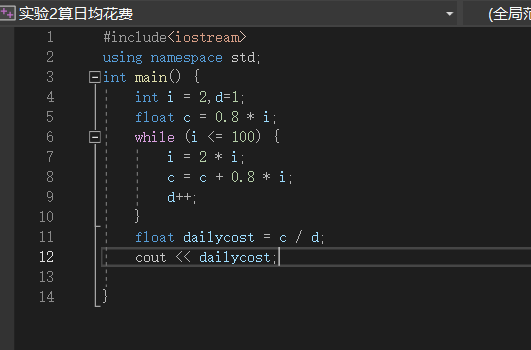 实验2算日均花费
(全局范
1 #include<iostream>
2 using namespace std;
3 int main() {
4 int i = 2,d=1;
5 float c = 0.8 * i;
6 while (i <= 100) {
7 i = 2 * i;
8 c = c + 0.8 * i;
9 d++;
10 }
11 float dailycost = c / d;
12 cout << dailycost;
13
14 }